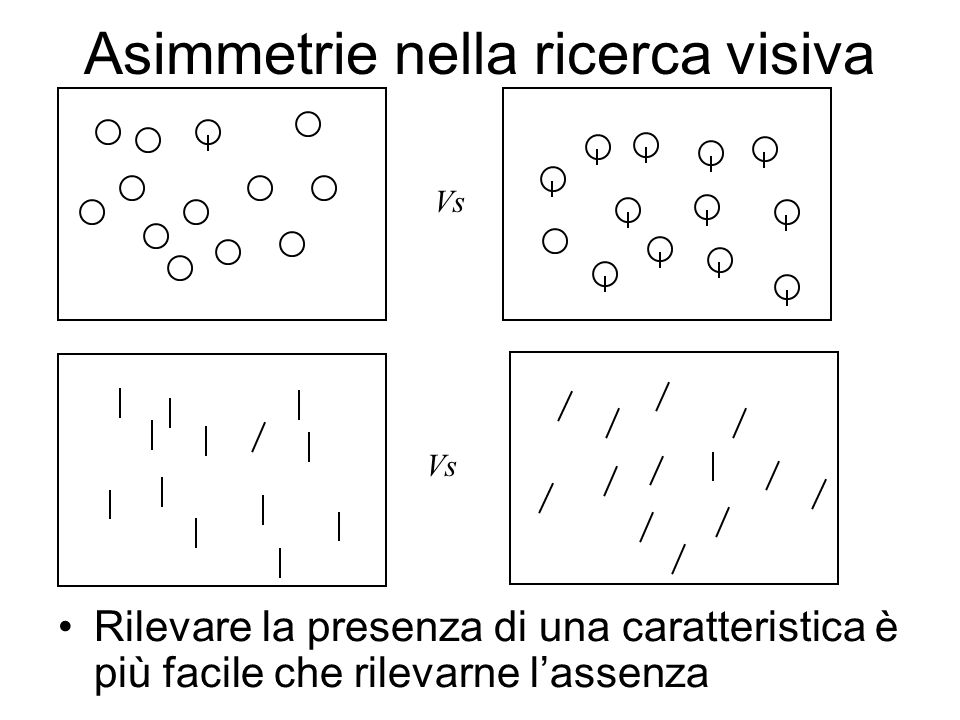 Asimmetrie nella ricerca visiva
Vs
Vs
• Rilevare la presenza di una caratteristica è
più facile che rilevarne l’assenza